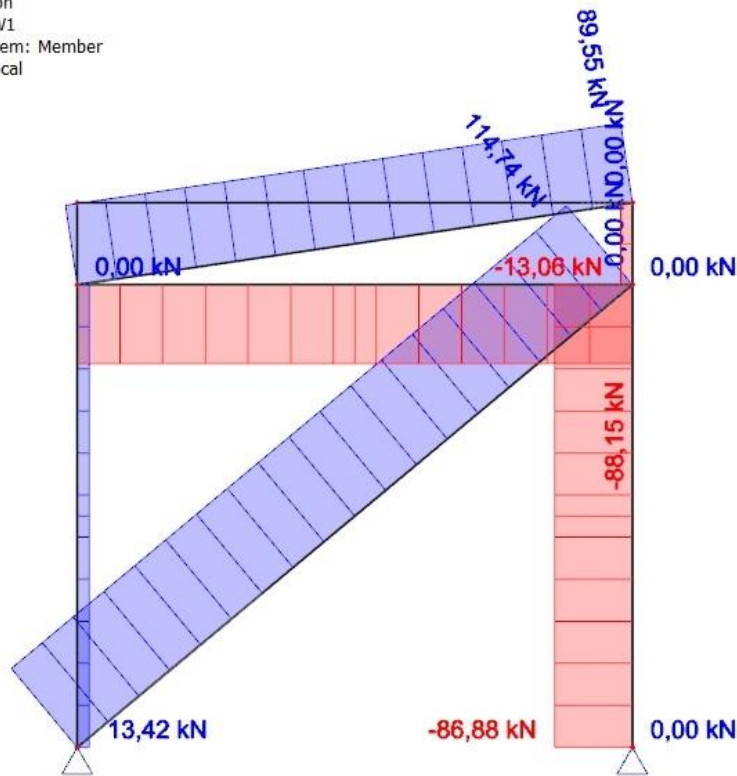 on
W1
em: Member
cal
89,55 kN
114,74 kN
0,00 kN
0,00 kN
0,00 kN
-13,06 kN
0,00 kN
-88,15 kN
13,42 kN
-86,88 kN
0,00 kN